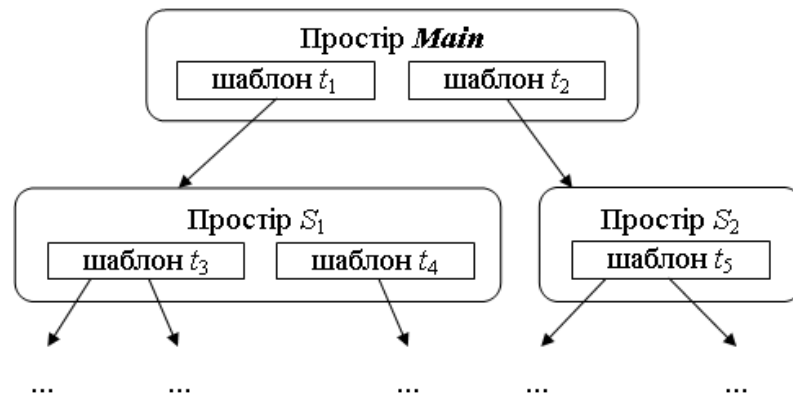 Простір Main
шаблон t₁ шаблон t₂
Простір S₁ Простір S₂
шаблон t₃ шаблон t₄ шаблон t₅
... ... ... ... ...